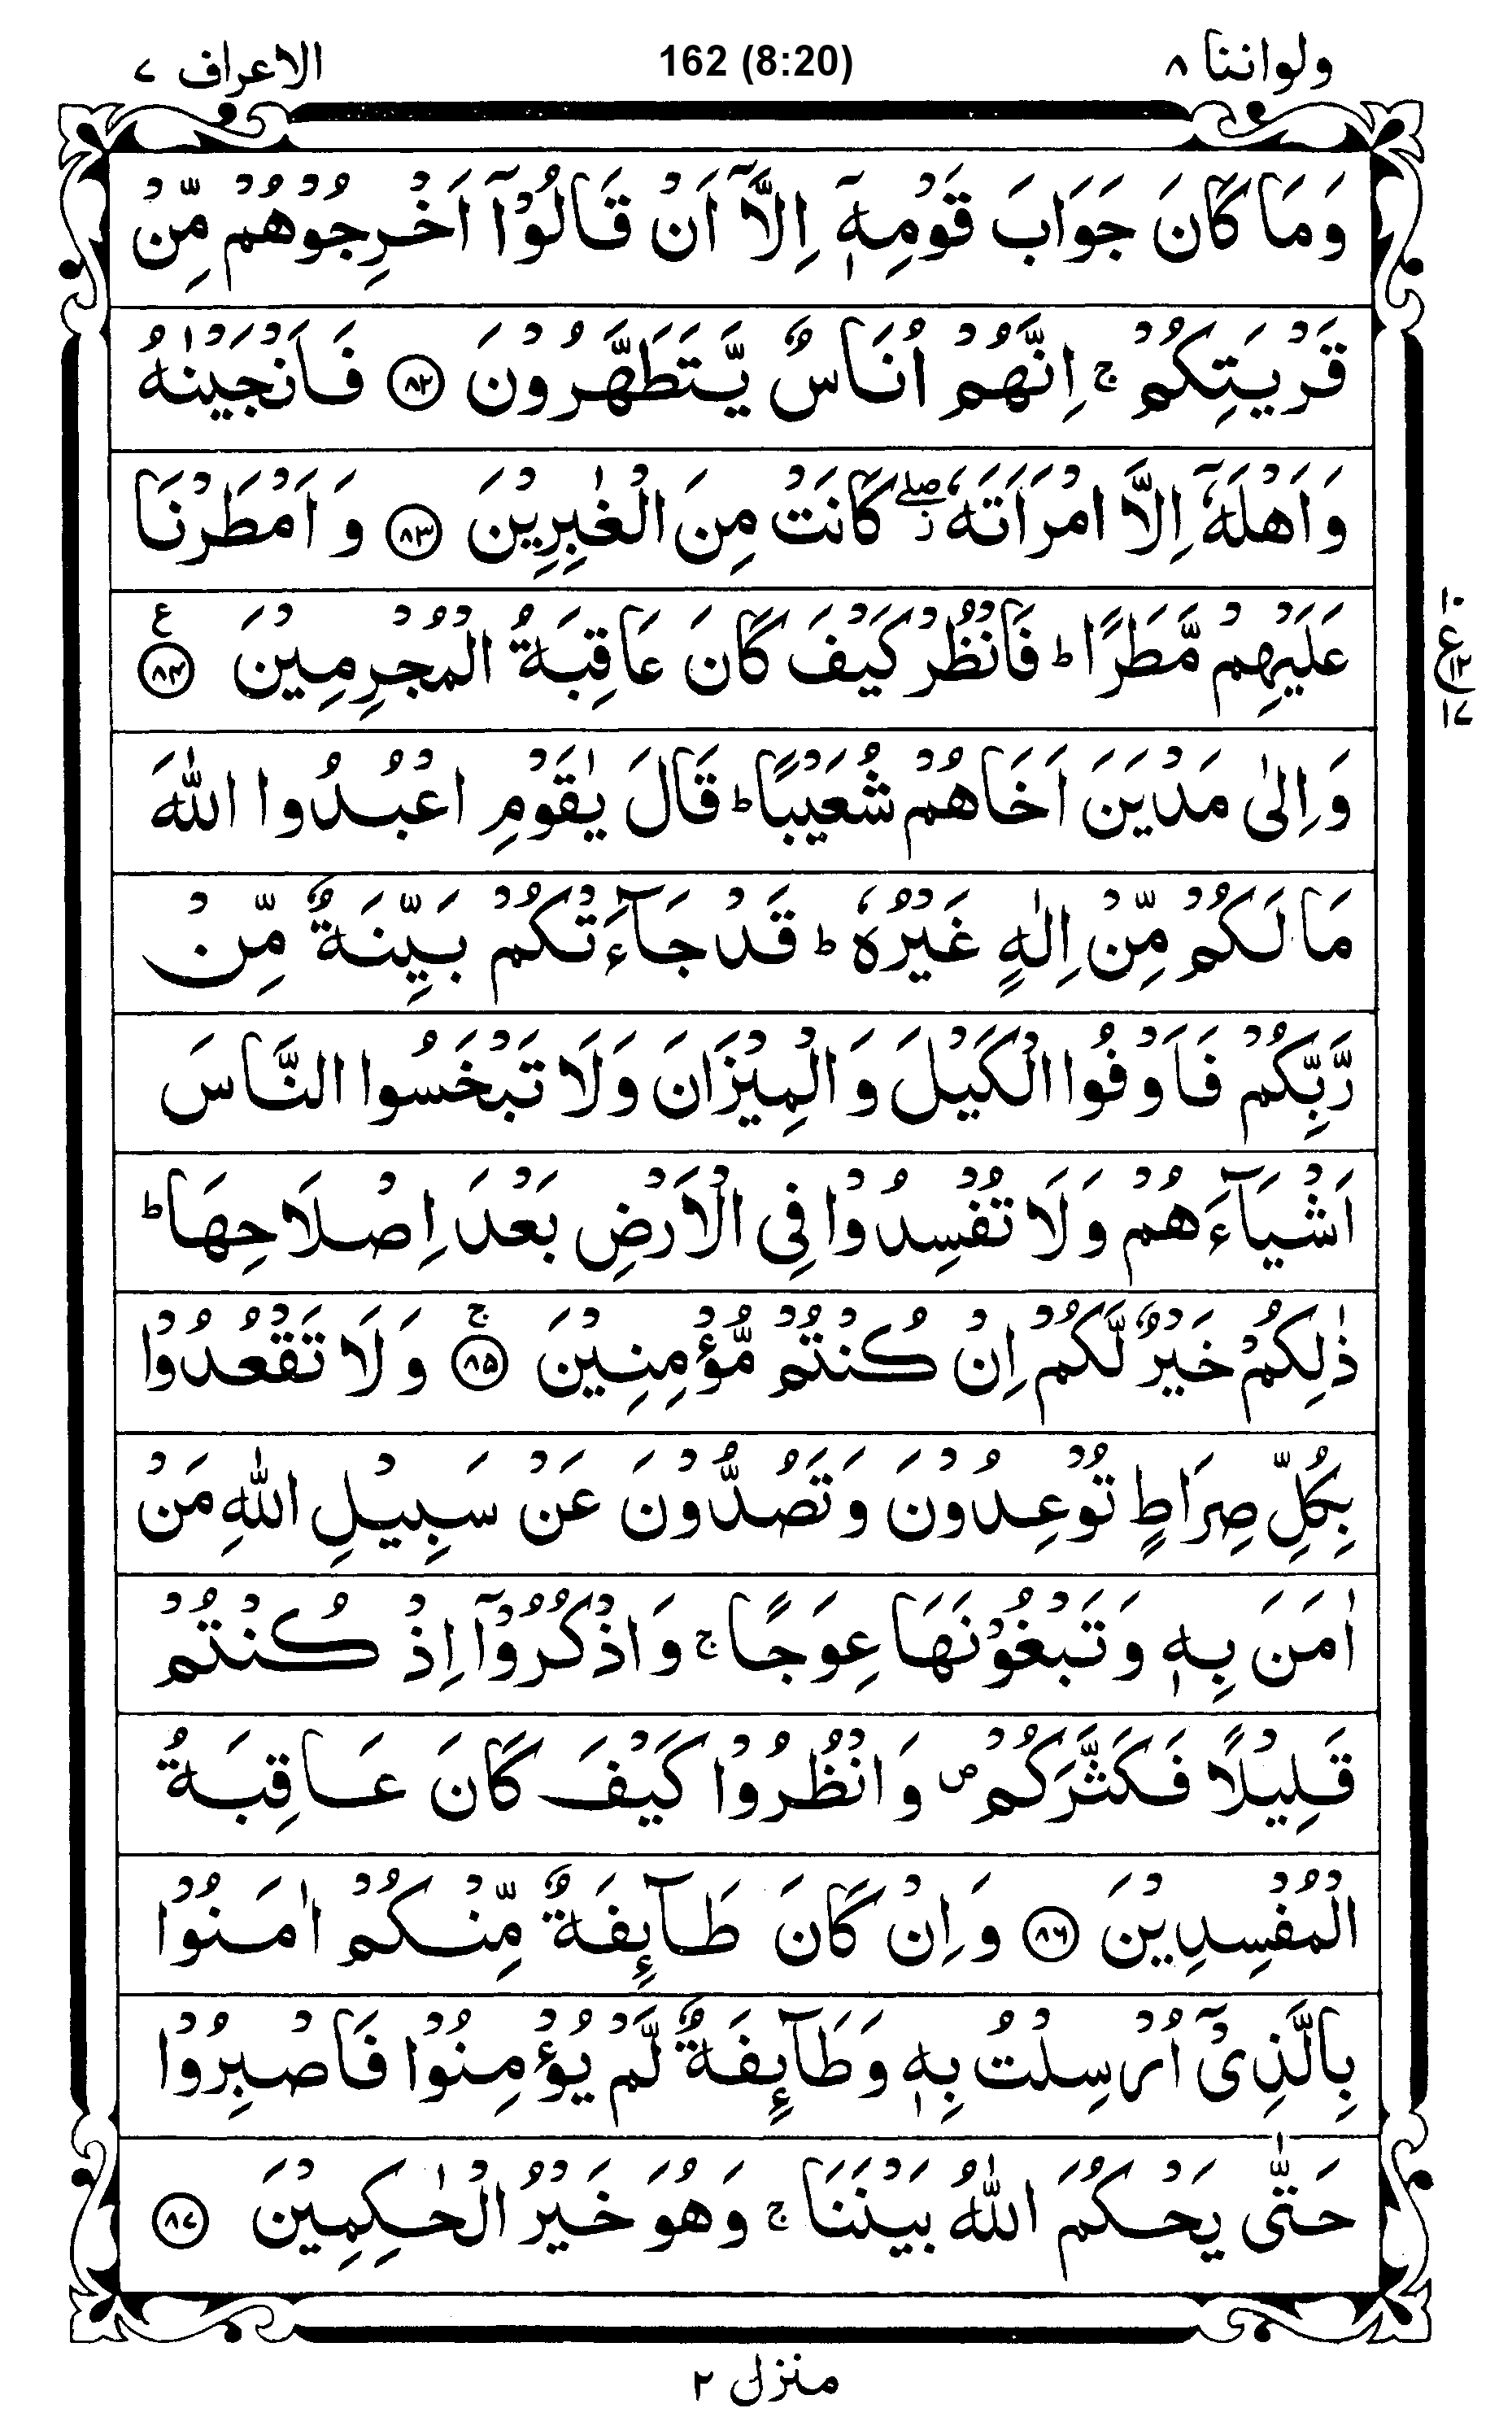 ولواننا ٨ 162 (8:20) الاعراف ٧
وَمَا كَانَ جَوَابَ قَوْمِهٖۤ اِلَّاۤ اَنْ قَالُوْۤا اَخْرِجُوْهُمْ مِّنْ
قَرْيَتِكُمْ ۚ اِنَّهُمْ اُنَاسٌ يَّتَطَهَّرُوْنَ ﴿٨٢﴾ فَاَنْجَيْنٰهُ
وَاَهْلَهٗۤ اِلَّا امْرَاَتَهٗ ۖؗ كَانَتْ مِنَ الْغٰبِرِيْنَ ﴿٨٣﴾ وَاَمْطَرْنَا
عَلَيْهِمْ مَّطَرًا ؕ فَانْظُرْ كَيْفَ كَانَ عَاقِبَةُ الْمُجْرِمِيْنَ ﴿٨٤﴾ ع
١٠ ع ١٢ ١٧
وَاِلٰى مَدْيَنَ اَخَاهُمْ شُعَيْبًا ؕ قَالَ يٰقَوْمِ اعْبُدُوا اللّٰهَ
مَا لَكُمْ مِّنْ اِلٰهٍ غَيْرُهٗ ؕ قَدْ جَآءَتْكُمْ بَيِّنَةٌ مِّنْ
رَّبِّكُمْ فَاَوْفُوا الْكَيْلَ وَالْمِيْزَانَ وَلَا تَبْخَسُوا النَّاسَ
اَشْيَآءَهُمْ وَلَا تُفْسِدُوْا فِى الْاَرْضِ بَعْدَ اِصْلَاحِهَا ؕ
ذٰلِكُمْ خَيْرٌ لَّكُمْ اِنْ كُنْتُمْ مُّؤْمِنِيْنَ ﴿٨٥﴾ۚ وَلَا تَقْعُدُوْا
بِكُلِّ صِرَاطٍ تُوْعِدُوْنَ وَتَصُدُّوْنَ عَنْ سَبِيْلِ اللّٰهِ مَنْ
اٰمَنَ بِهٖ وَتَبْغُوْنَهَا عِوَجًا ۚ وَاذْكُرُوْۤا اِذْ كُنْتُمْ
قَلِيْلًا فَكَثَّرَكُمْ ۪ وَانْظُرُوْا كَيْفَ كَانَ عَاقِبَةُ
الْمُفْسِدِيْنَ ﴿٨٦﴾ وَاِنْ كَانَ طَآئِفَةٌ مِّنْكُمْ اٰمَنُوْا
بِالَّذِىْۤ اُرْسِلْتُ بِهٖ وَطَآئِفَةٌ لَّمْ يُؤْمِنُوْا فَاصْبِرُوْا
حَتّٰى يَحْكُمَ اللّٰهُ بَيْنَنَا ۚ وَهُوَ خَيْرُ الْحٰكِمِيْنَ ﴿٨٧﴾
منزل ٢